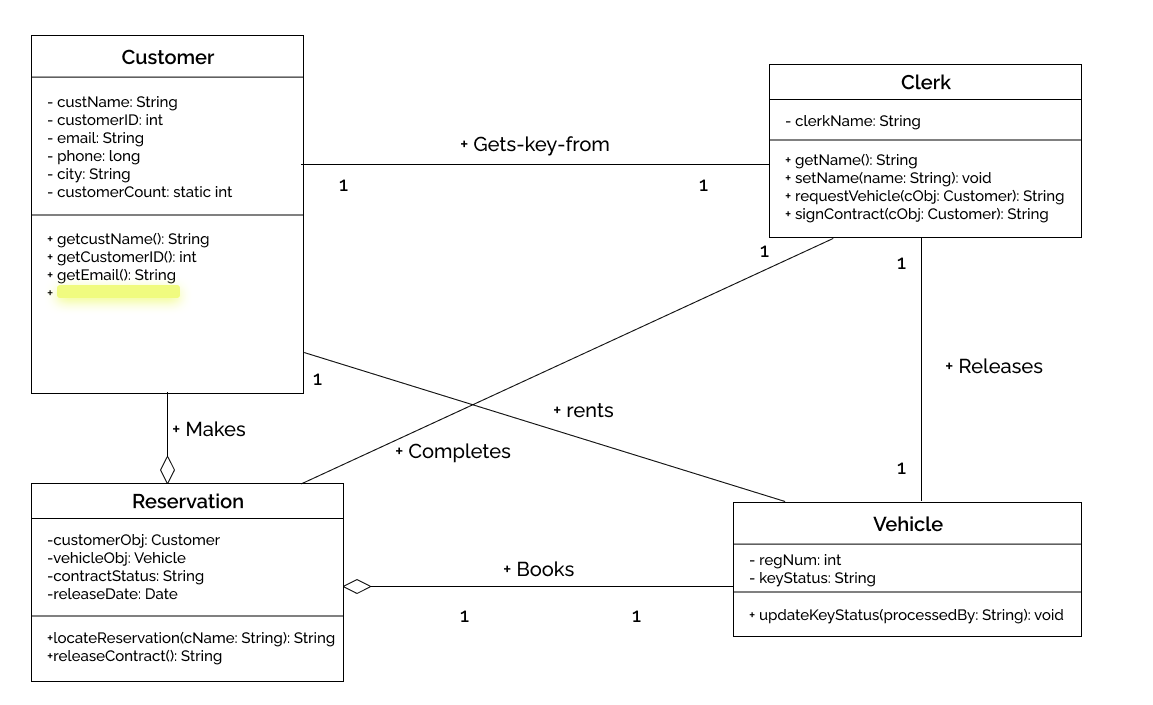 Customer
- custName: String
- customerID: int
- email: String
- phone: long
- city: String
- customerCount: static int
+ getcustName(): String
+ getCustomerID(): int
+ getEmail(): String
+
Clerk
- clerkName: String
+ getName(): String
+ setName(name: String): void
+ requestVehicle(cObj: Customer): String
+ signContract(cObj: Customer): String
+ Gets-key-from
1
1
1
1
+ Releases
1
1
+ rents
+ Completes
+ Makes
Reservation
-customerObj: Customer
-vehicleObj: Vehicle
-contractStatus: String
-releaseDate: Date
+locateReservation(cName: String): String
+releaseContract(): String
+ Books
1
1
Vehicle
- regNum: int
- keyStatus: String
+ updateKeyStatus(processedBy: String): void